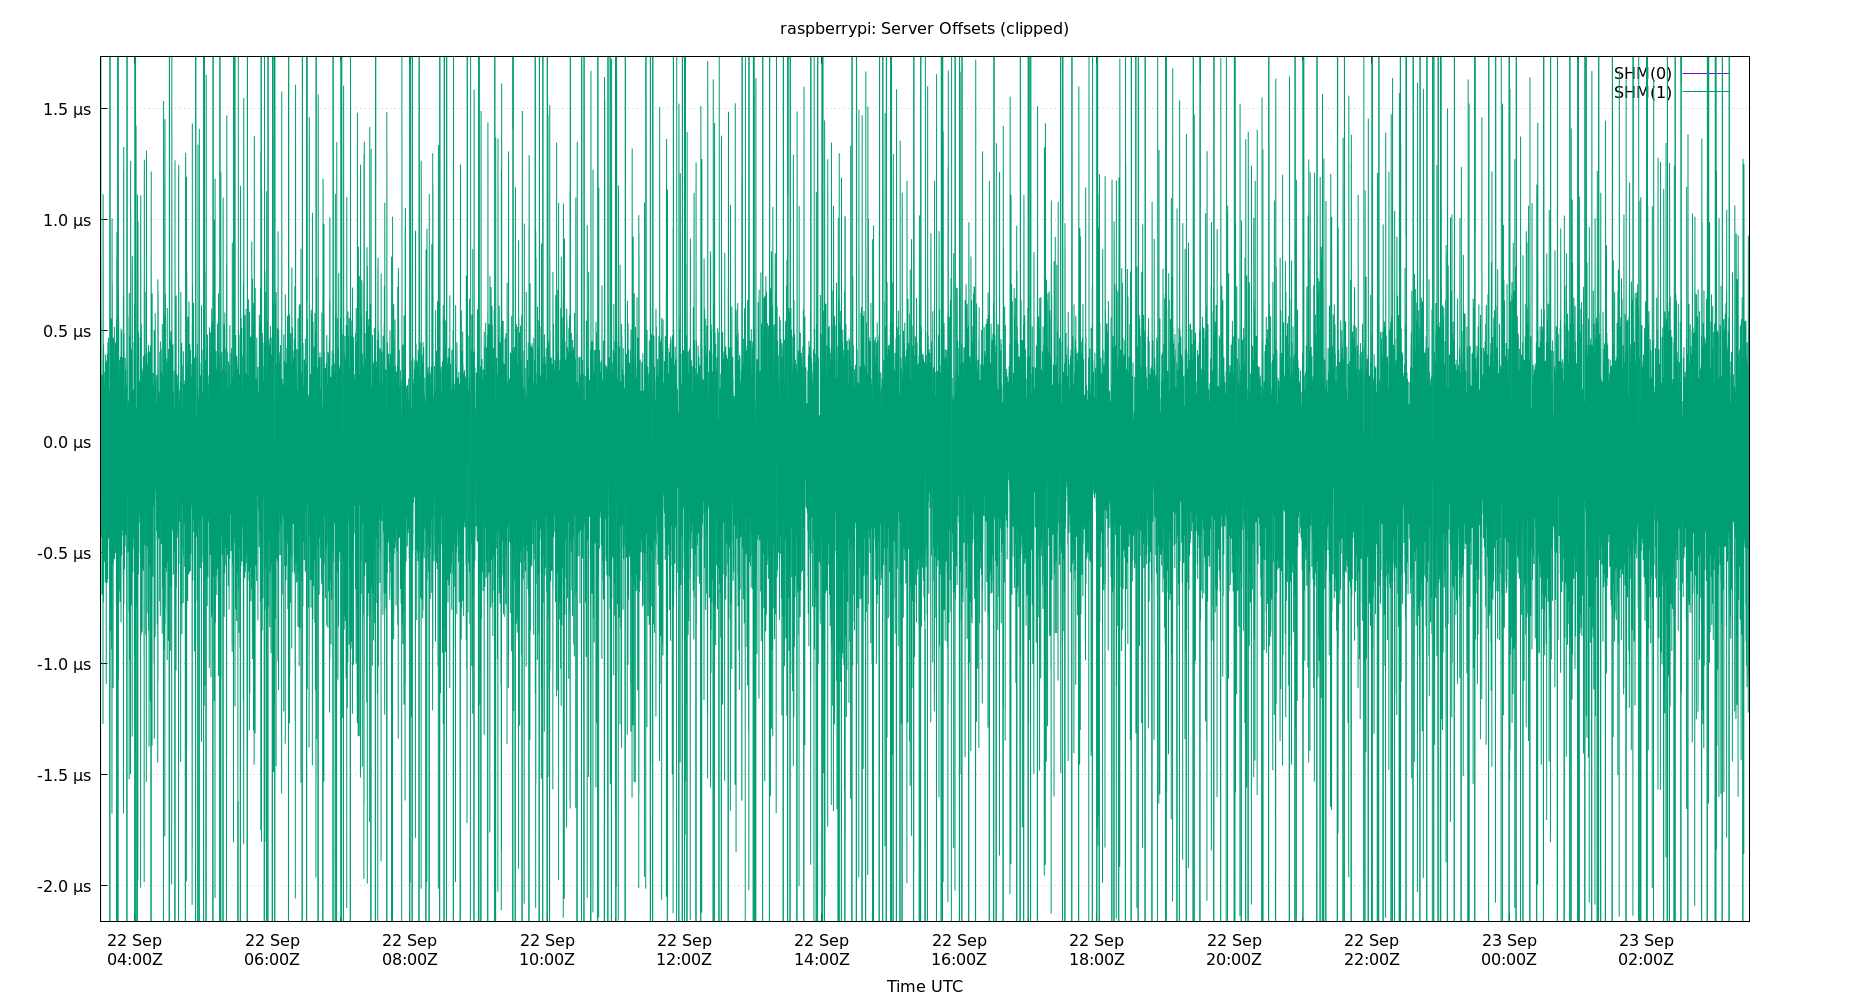 raspberrypi: Server Offsets (clipped)
SHM(0)
SHM(1)
1.5 µs
1.0 µs
0.5 µs
0.0 µs
-0.5 µs
-1.0 µs
-1.5 µs
-2.0 µs
22 Sep 22 Sep 22 Sep 22 Sep 22 Sep 22 Sep 22 Sep 22 Sep 22 Sep 22 Sep 23 Sep 23 Sep
04:00Z 06:00Z 08:00Z 10:00Z 12:00Z 14:00Z 16:00Z 18:00Z 20:00Z 22:00Z 00:00Z 02:00Z
Time UTC